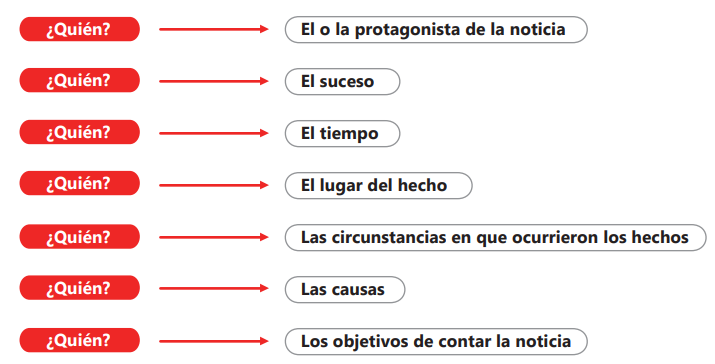 ¿Quién? El o la protagonista de la noticia
¿Quién? El suceso
¿Quién? El tiempo
¿Quién? El lugar del hecho
¿Quién? Las circunstancias en que ocurrieron los hechos
¿Quién? Las causas
¿Quién? Los objetivos de contar la noticia